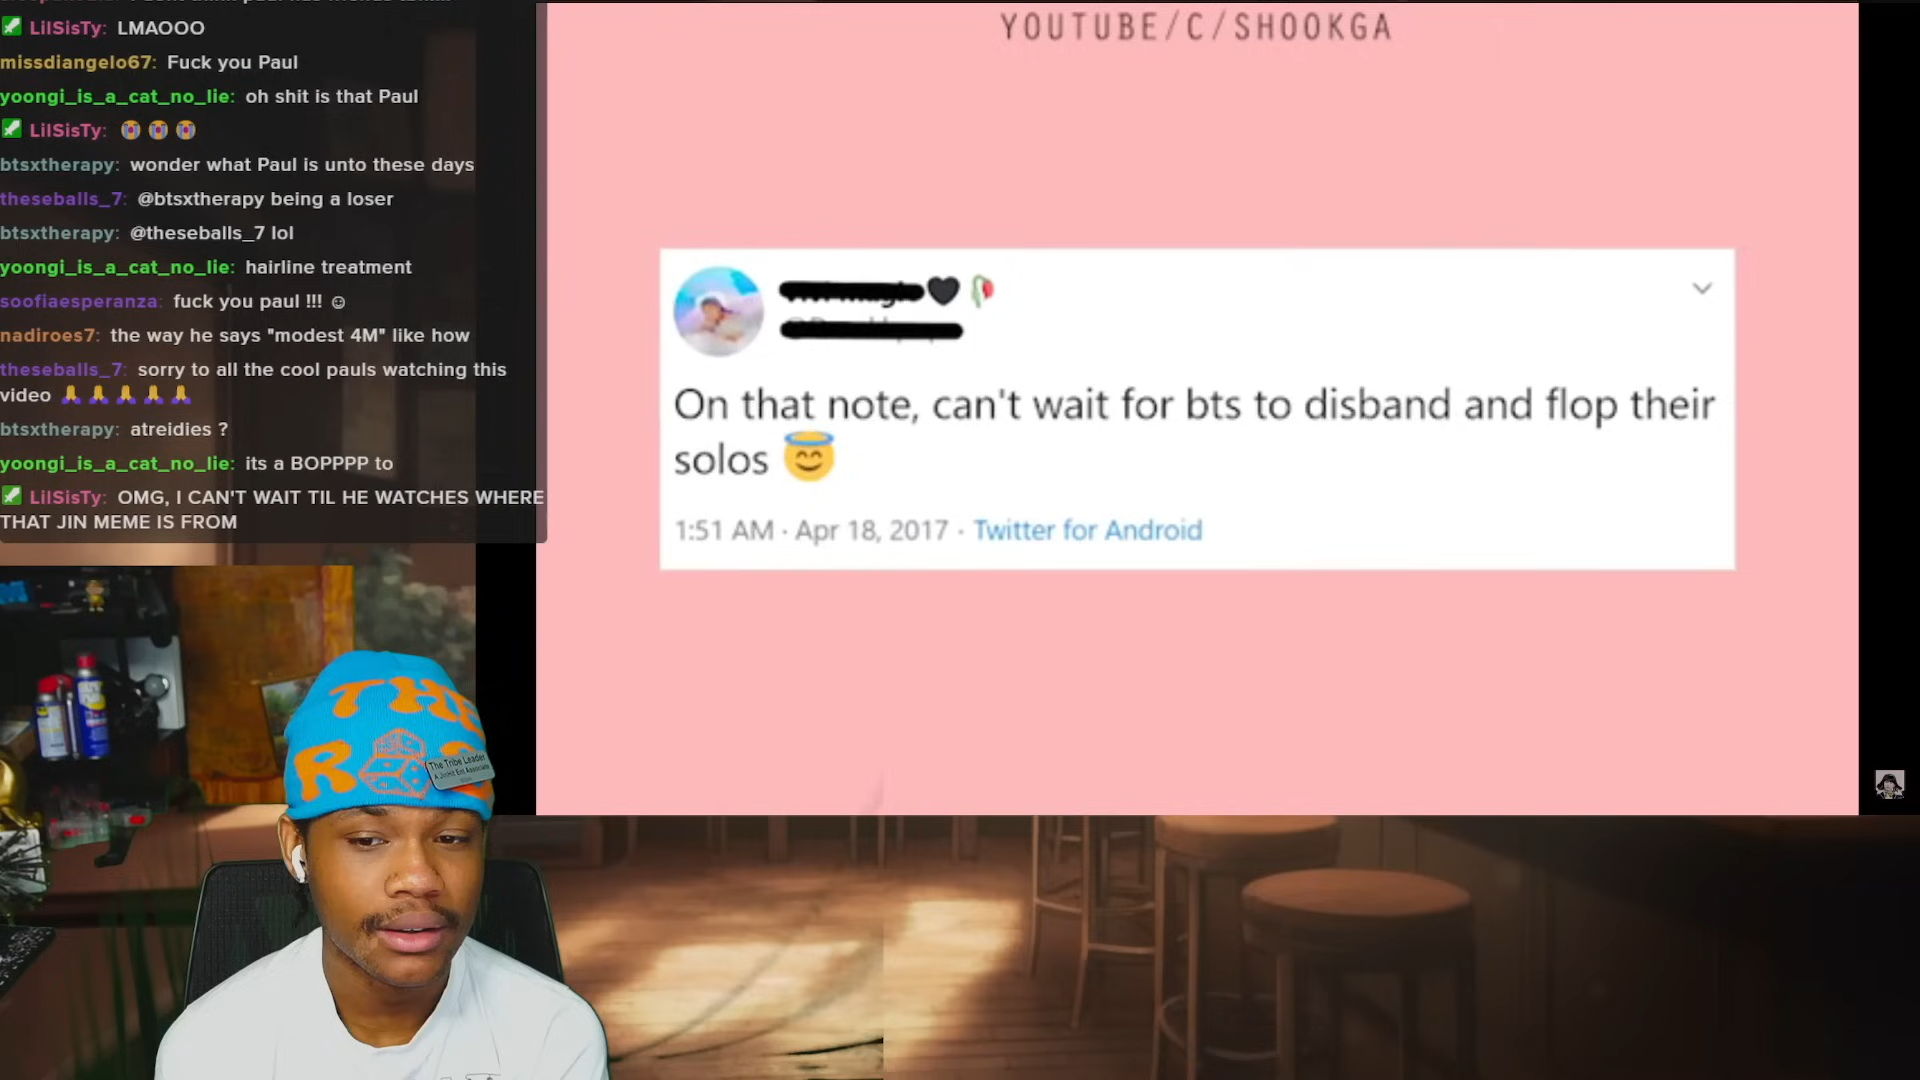 LilSisTy: LMAOOO
missdiangelo67: Fuck you Paul
yoongi_is_a_cat_no_lie: oh shit is that Paul
LilSisTy: 😭 😭 😭
btsxtherapy: wonder what Paul is unto these days
theseballs_7: @btsxtherapy being a loser
btsxtherapy: @theseballs_7 lol
yoongi_is_a_cat_no_lie: hairline treatment
soofiaesperanza: fuck you paul !!! ☺
nadiroes7: the way he says "modest 4M" like how
theseballs_7: sorry to all the cool pauls watching this
video 🙏 🙏 🙏 🙏 🙏
btsxtherapy: atreidies ?
yoongi_is_a_cat_no_lie: its a BOPPPP to
LilSisTy: OMG, I CAN'T WAIT TIL HE WATCHES WHERE
THAT JIN MEME IS FROM
YOUTUBE/C/SHOOKGA
🖤🥀
On that note, can't wait for bts to disband and flop their
solos 😇
1:51 AM · Apr 18, 2017 · Twitter for Android
THE
R
The Tribe Leader